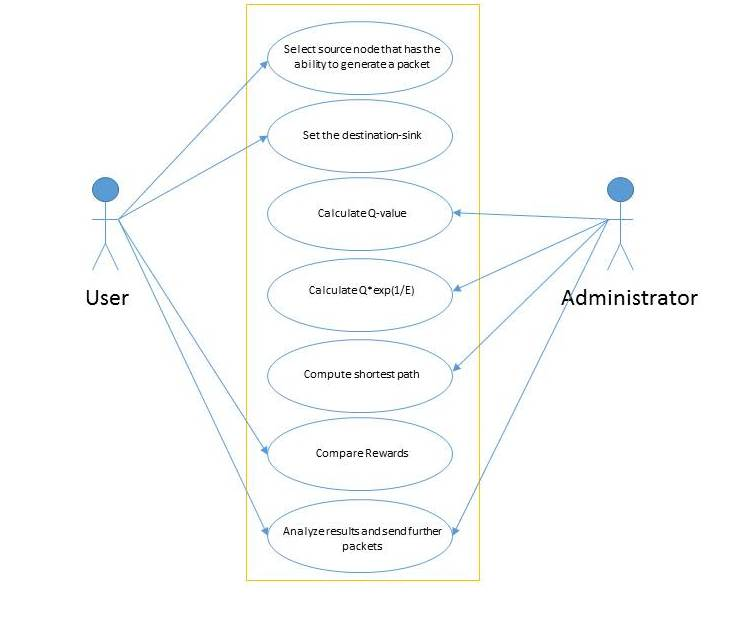 Select source node that has the
ability to generate a packet
Set the destination-sink
Calculate Q-value
Calculate Q*exp(1/E)
User
Administrator
Compute shortest path
Compare Rewards
Analyze results and send further
packets